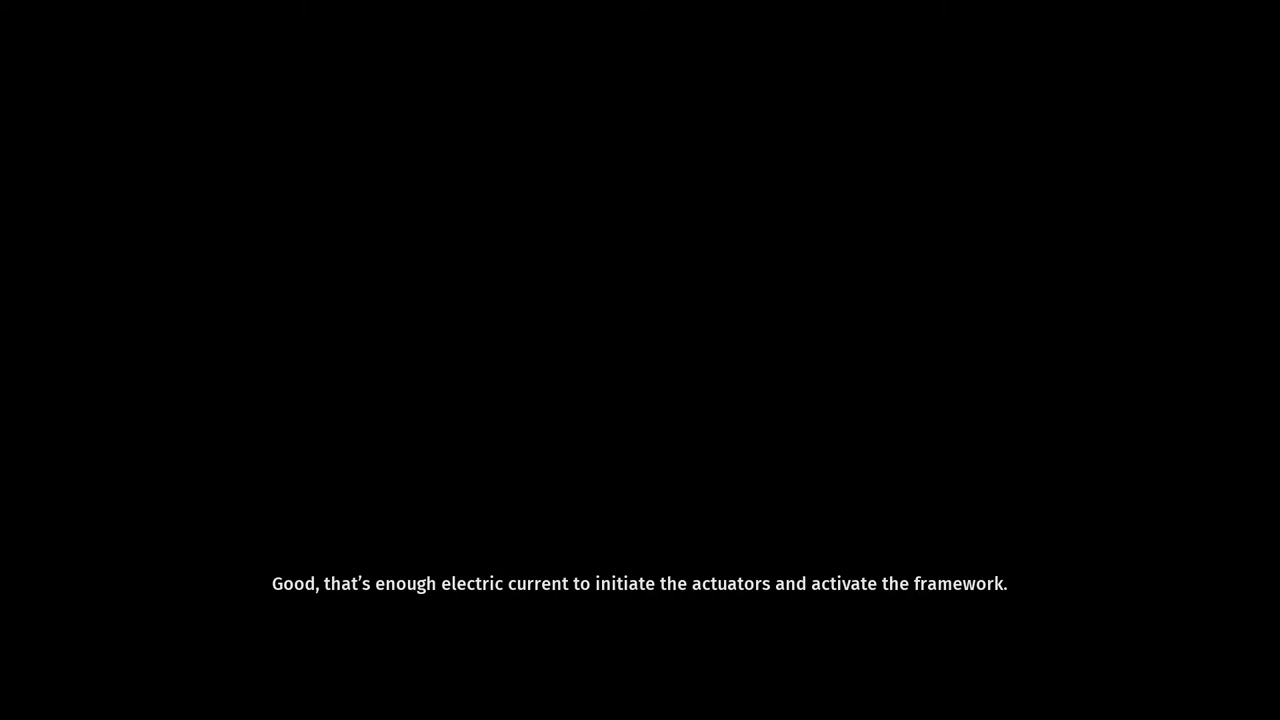 Good, that’s enough electric current to initiate the actuators and activate the framework.